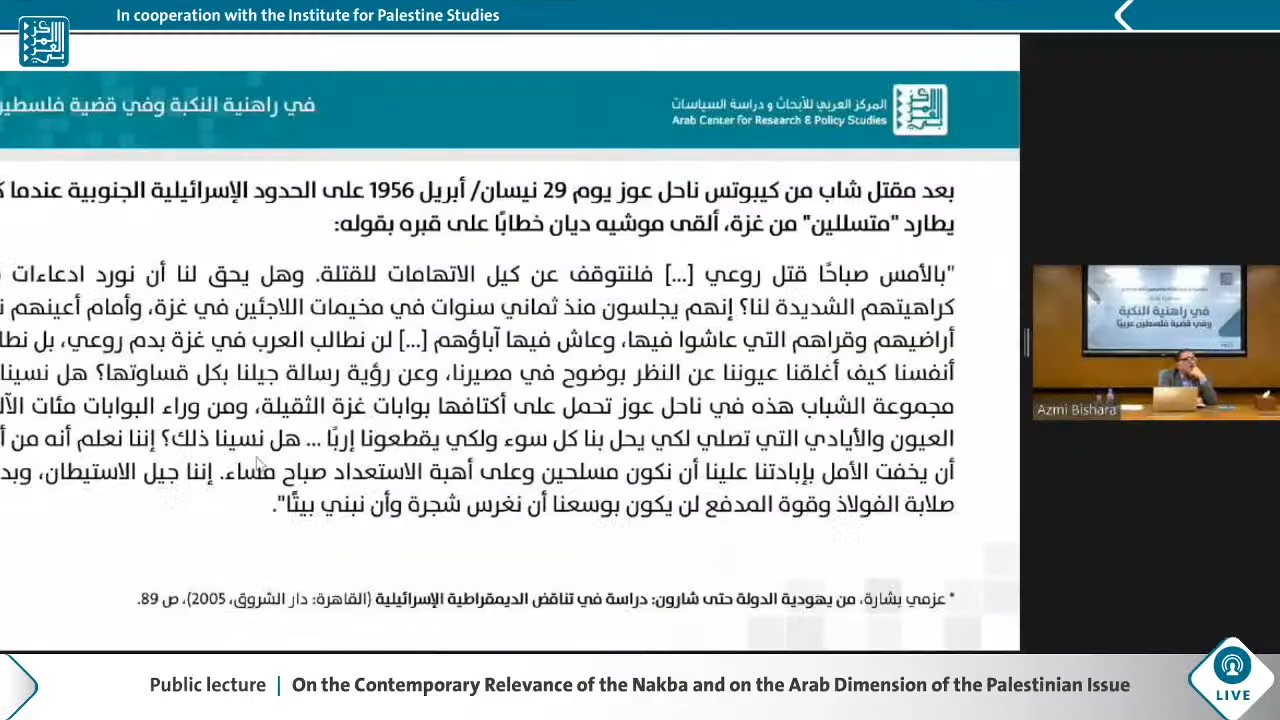 In cooperation with the Institute for Palestine Studies
المركز العربي للأبحاث و دراسة السياسات
Arab Center for Research & Policy Studies
في راهنية النكبة وفي قضية فلسطين
بعد مقتل شاب من كيبوتس ناحل عوز يوم 29 نيسان/ أبريل 1956 على الحدود الإسرائيلية الجنوبية عندما
يطارد "متسللين" من غزة، ألقى موشيه ديان خطابًا على قبره بقوله:
"بالأمس صباحًا قتل روعي [...] فلنتوقف عن كيل الاتهامات للقتلة. وهل يحق لنا أن نورد ادعاءات
كراهيتهم الشديدة لنا؟ إنهم يجلسون منذ ثماني سنوات في مخيمات اللاجئين في غزة، وأمام أعينهم
أراضيهم وقراهم التي عاشوا فيها، وعاش فيها آباؤهم [...] لن نطالب العرب في غزة بدم روعي، بل
أنفسنا كيف أغلقنا عيوننا عن النظر بوضوح في مصيرنا، وعن رؤية رسالة جيلنا بكل قساوتها؟ هل نسينا
مجموعة الشباب هذه في ناحل عوز تحمل على أكتافها بوابات غزة الثقيلة، ومن وراء البوابات مئات
العيون والأيادي التي تصلي لكي يحل بنا كل سوء ولكي يقطعونا إربًا ... هل نسينا ذلك؟ إننا نعلم أنه من
أن يخفت الأمل بإبادتنا علينا أن نكون مسلحين وعلى أهبة الاستعداد صباح مساء. إننا جيل الاستيطان،
صلابة الفولاذ وقوة المدفع لن يكون بوسعنا أن نغرس شجرة وأن نبني بيتًا".
* عزمي بشارة، من يهودية الدولة حتى شارون: دراسة في تناقض الديمقراطية الإسرائيلية (القاهرة: دار الشروق، 2005)، ص 89.
في راهنية النكبة
وفي قضية فلسطين عربيًا
Azmi Bishara
Public lecture | On the Contemporary Relevance of the Nakba and on the Arab Dimension of the Palestinian Issue
LIVE